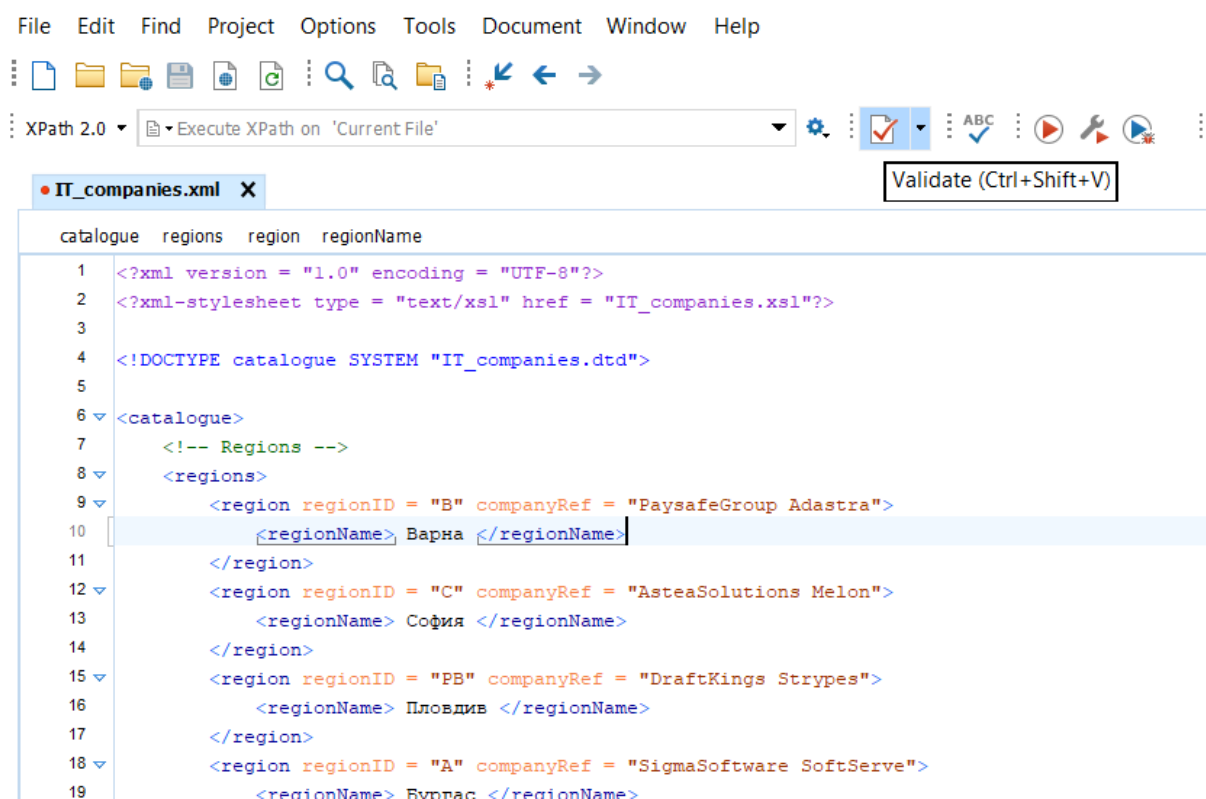 File Edit Find Project Options Tools Document Window Help
XPath 2.0 Execute XPath on 'Current File'
ABC
Validate (Ctrl+Shift+V)
IT_companies.xml X
catalogue regions region regionName
1 <?xml version = "1.0" encoding = "UTF-8"?>
2 <?xml-stylesheet type = "text/xsl" href = "IT_companies.xsl"?>
3
4 <!DOCTYPE catalogue SYSTEM "IT_companies.dtd">
5
6 <catalogue>
7 <!-- Regions -->
8 <regions>
9 <region regionID = "B" companyRef = "PaysafeGroup Adastra">
10 <regionName> Варна </regionName>
11 </region>
12 <region regionID = "C" companyRef = "AsteaSolutions Melon">
13 <regionName> София </regionName>
14 </region>
15 <region regionID = "PB" companyRef = "DraftKings Strypes">
16 <regionName> Пловдив </regionName>
17 </region>
18 <region regionID = "A" companyRef = "SigmaSoftware SoftServe">
19 <regionName> Бургас </regionName>